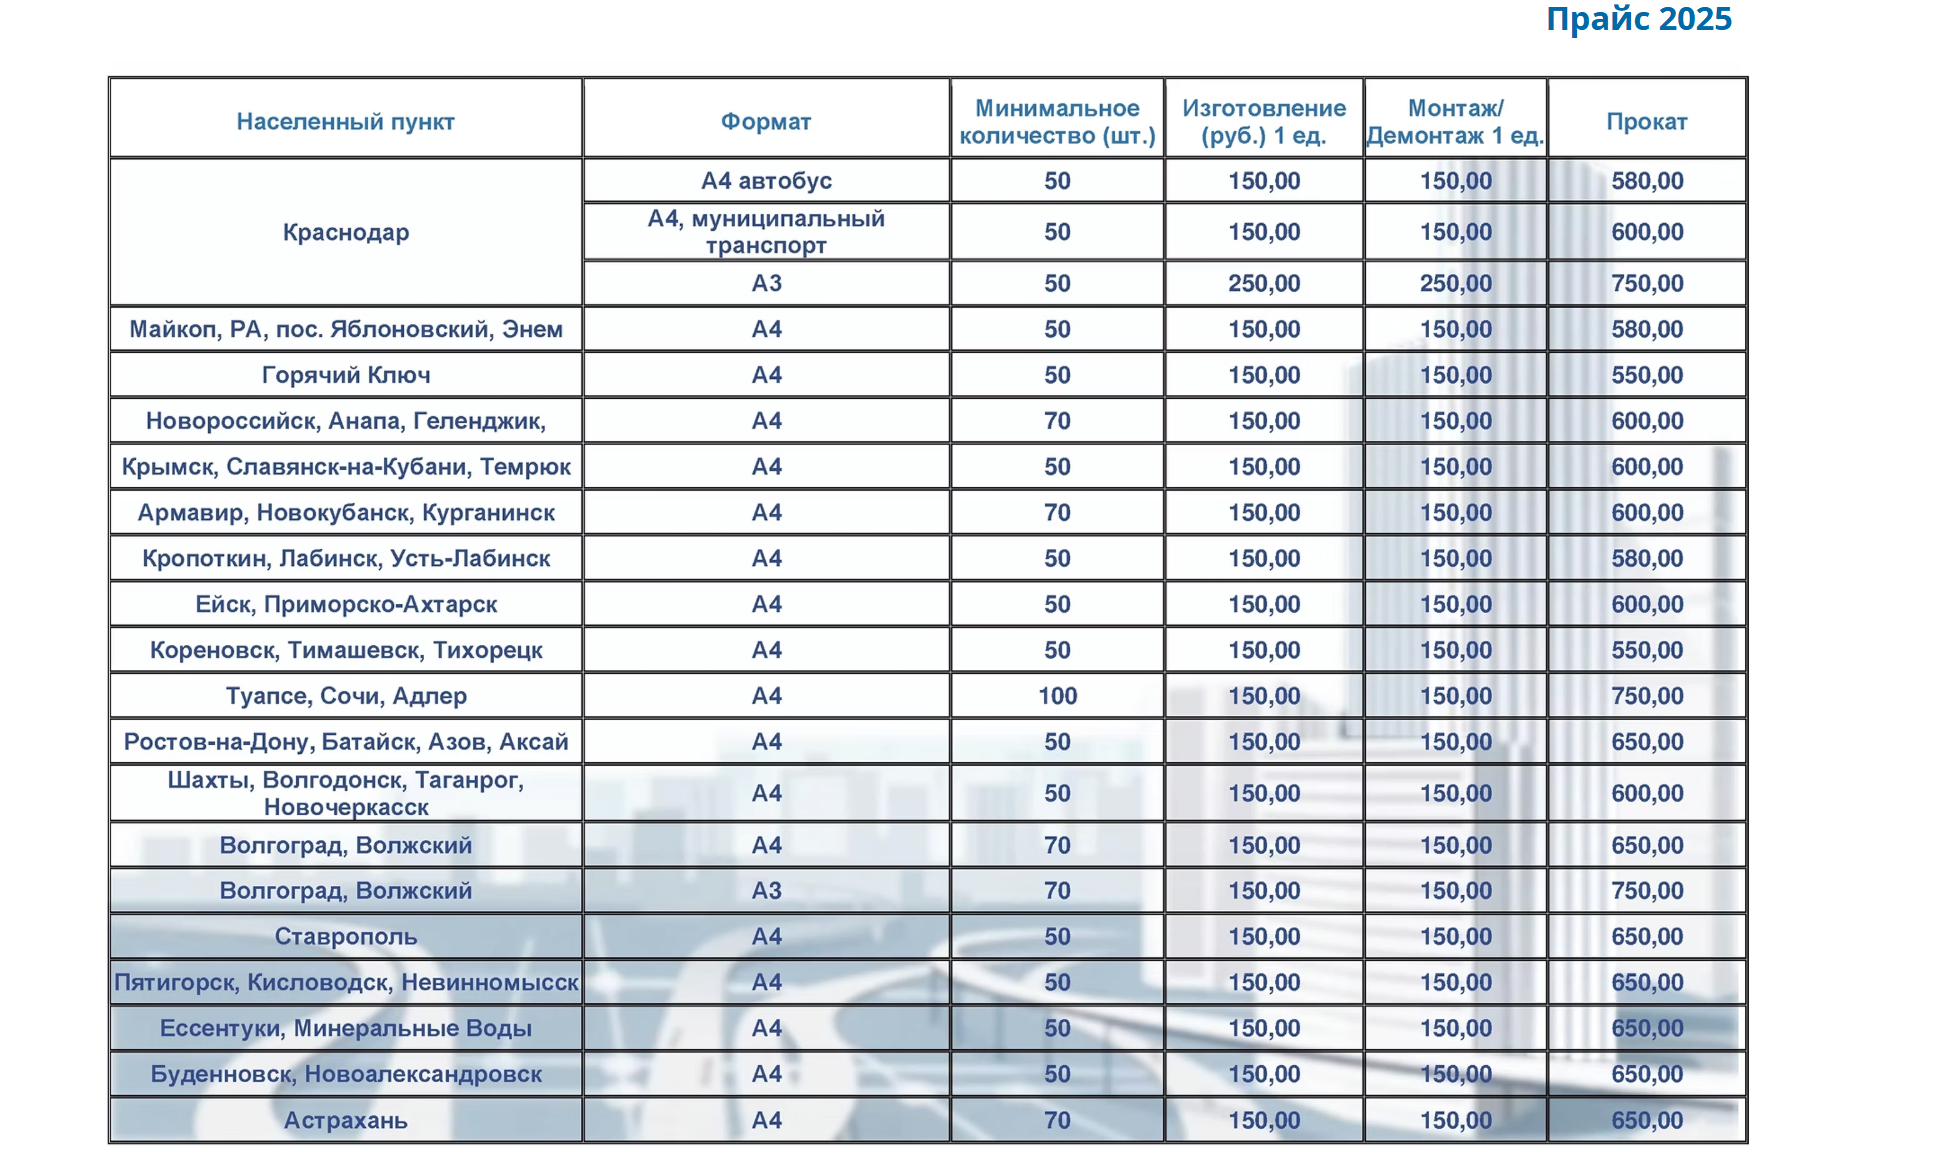 Прайс 2025
Населенный пункт Формат Минимальное количество (шт.) Изготовление (руб.) 1 ед. Монтаж/ Демонтаж 1 ед. Прокат
Краснодар А4 автобус 50 150,00 150,00 580,00
А4, муниципальный транспорт 50 150,00 150,00 600,00
А3 50 250,00 250,00 750,00
Майкоп, РА, пос. Яблоновский, Энем А4 50 150,00 150,00 580,00
Горячий Ключ А4 50 150,00 150,00 550,00
Новороссийск, Анапа, Геленджик, А4 70 150,00 150,00 600,00
Крымск, Славянск-на-Кубани, Темрюк А4 50 150,00 150,00 600,00
Армавир, Новокубанск, Курганинск А4 70 150,00 150,00 600,00
Кропоткин, Лабинск, Усть-Лабинск А4 50 150,00 150,00 580,00
Ейск, Приморско-Ахтарск А4 50 150,00 150,00 600,00
Кореновск, Тимашевск, Тихорецк А4 50 150,00 150,00 550,00
Туапсе, Сочи, Адлер А4 100 150,00 150,00 750,00
Ростов-на-Дону, Батайск, Азов, Аксай А4 50 150,00 150,00 650,00
Шахты, Волгодонск, Таганрог, Новочеркасск А4 50 150,00 150,00 600,00
Волгоград, Волжский А4 70 150,00 150,00 650,00
Волгоград, Волжский А3 70 150,00 150,00 750,00
Ставрополь А4 50 150,00 150,00 650,00
Пятигорск, Кисловодск, Невинномысск А4 50 150,00 150,00 650,00
Ессентуки, Минеральные Воды А4 50 150,00 150,00 650,00
Буденновск, Новоалександровск А4 50 150,00 150,00 650,00
Астрахань А4 70 150,00 150,00 650,00